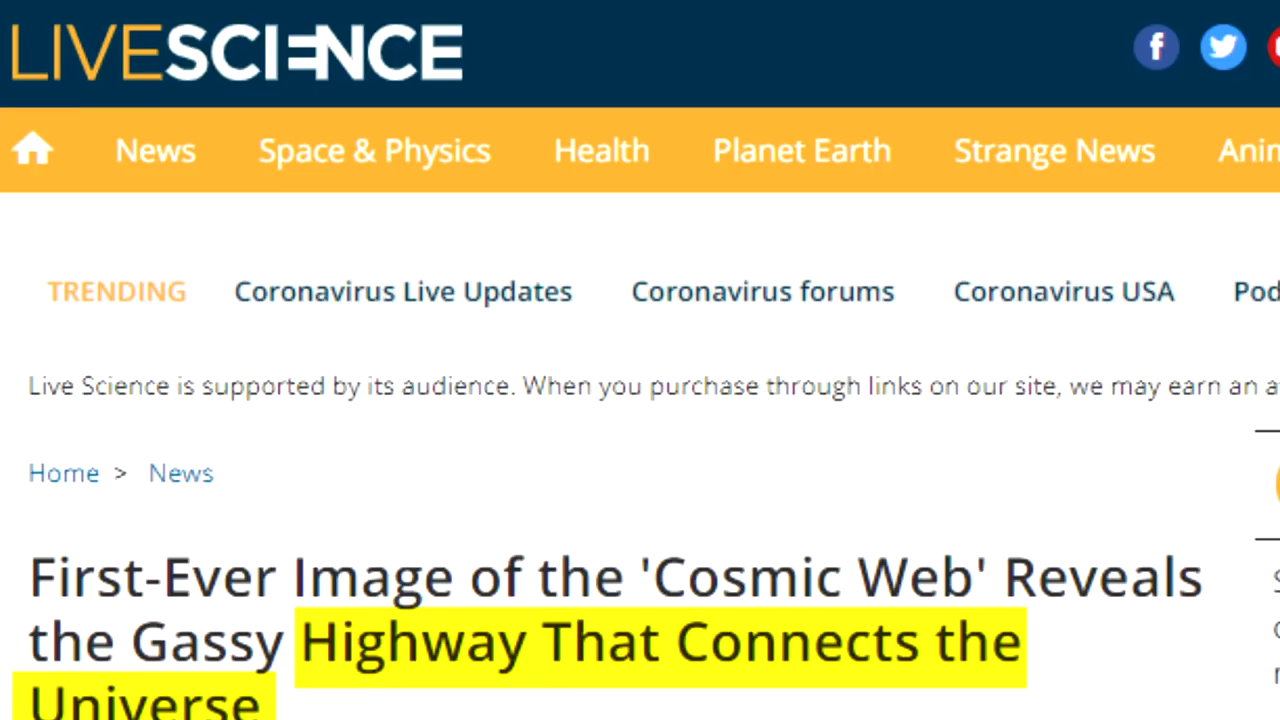 LIVESCIENCE
News Space & Physics Health Planet Earth Strange News
TRENDING Coronavirus Live Updates Coronavirus forums Coronavirus USA
Live Science is supported by its audience. When you purchase through links on our site, we may earn an
Home > News
First-Ever Image of the 'Cosmic Web' Reveals
the Gassy Highway That Connects the
Universe